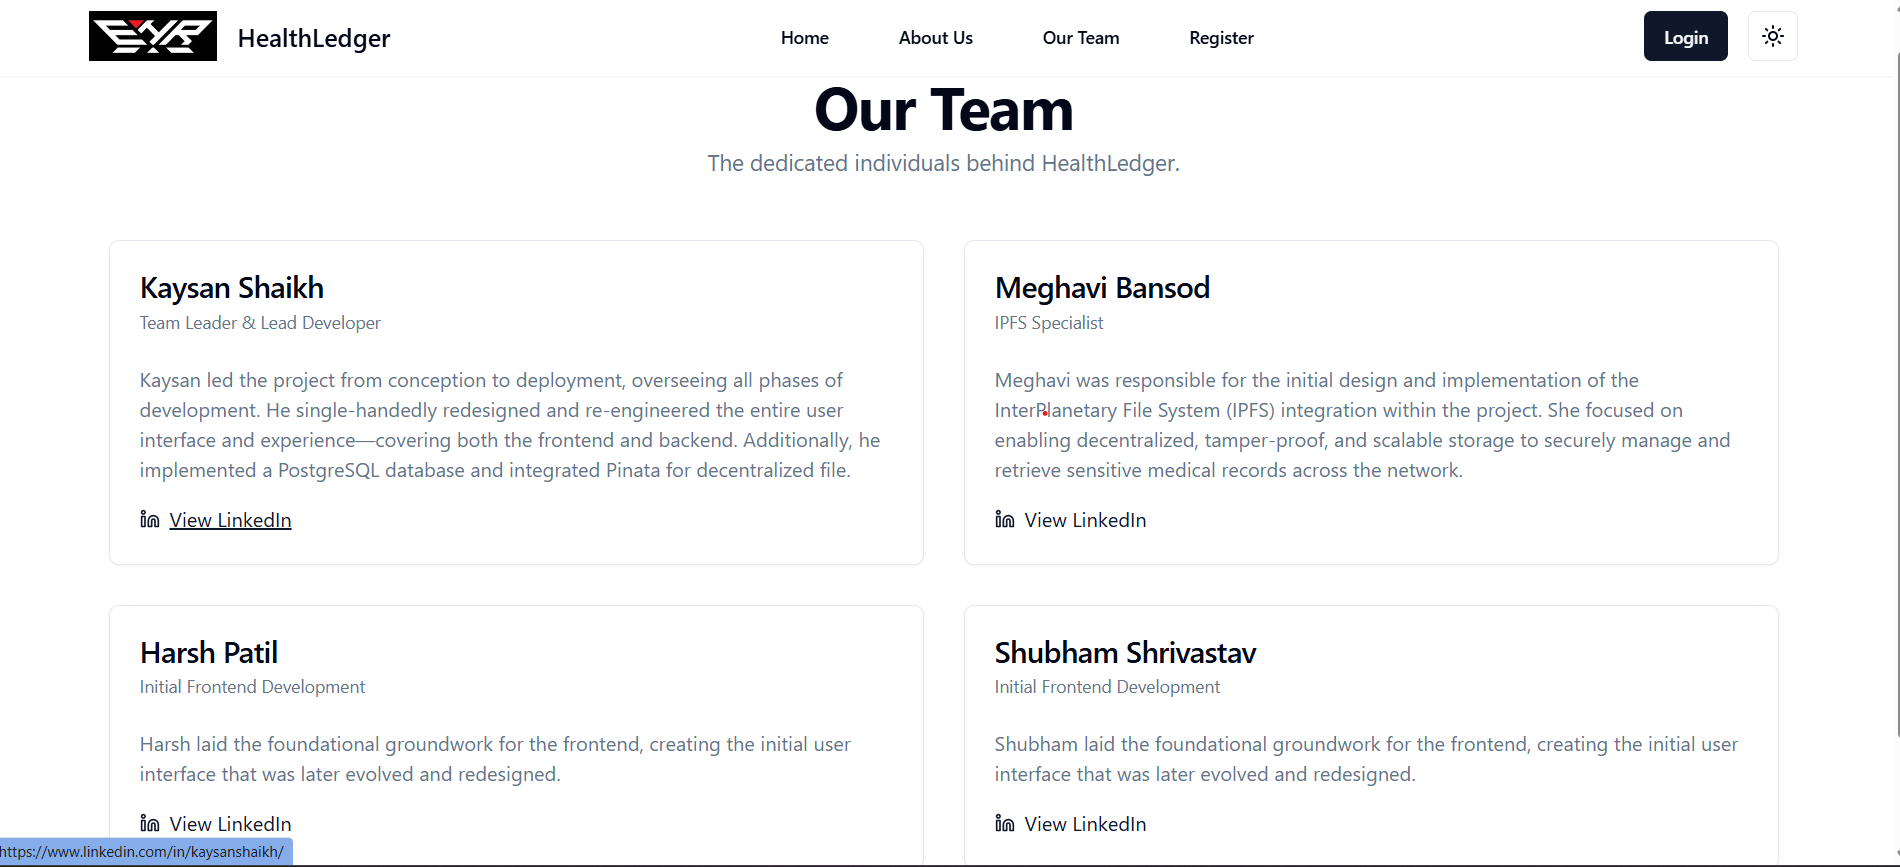 EHR HealthLedger Home About Us Our Team Register Login
Our Team
The dedicated individuals behind HealthLedger.
Kaysan Shaikh
Team Leader & Lead Developer
Kaysan led the project from conception to deployment, overseeing all phases of
development. He single-handedly redesigned and re-engineered the entire user
interface and experience—covering both the frontend and backend. Additionally, he
implemented a PostgreSQL database and integrated Pinata for decentralized file.
View LinkedIn
Meghavi Bansod
IPFS Specialist
Meghavi was responsible for the initial design and implementation of the
InterPlanetary File System (IPFS) integration within the project. She focused on
enabling decentralized, tamper-proof, and scalable storage to securely manage and
retrieve sensitive medical records across the network.
View LinkedIn
Harsh Patil
Initial Frontend Development
Harsh laid the foundational groundwork for the frontend, creating the initial user
interface that was later evolved and redesigned.
View LinkedIn
Shubham Shrivastav
Initial Frontend Development
Shubham laid the foundational groundwork for the frontend, creating the initial user
interface that was later evolved and redesigned.
View LinkedIn
https://www.linkedin.com/in/kaysanshaikh/